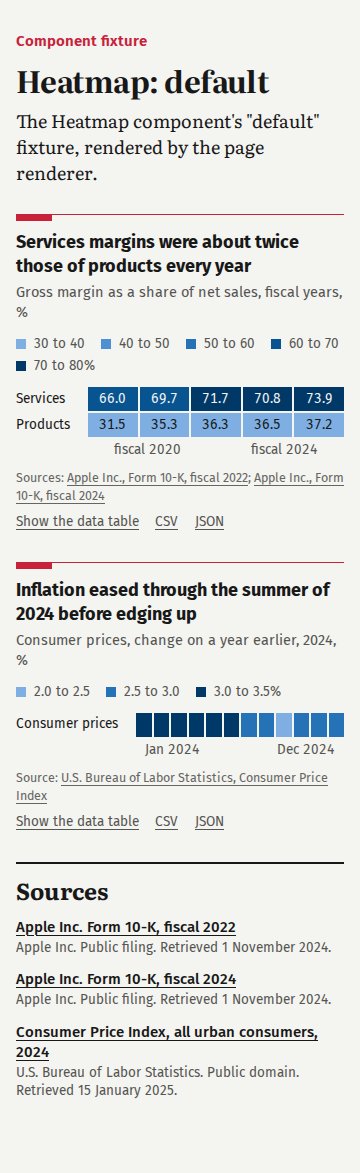 Component fixture
Heatmap: default
The Heatmap component's "default"
fixture, rendered by the page
renderer.
Services margins were about twice
those of products every year
Gross margin as a share of net sales, fiscal years,
%
30 to 40 40 to 50 50 to 60 60 to 70
70 to 80%
Services 66.0 69.7 71.7 70.8 73.9
Products 31.5 35.3 36.3 36.5 37.2
fiscal 2020 fiscal 2024
Sources: Apple Inc., Form 10-K, fiscal 2022; Apple Inc., Form
10-K, fiscal 2024
Show the data table CSV JSON
Inflation eased through the summer of
2024 before edging up
Consumer prices, change on a year earlier, 2024,
%
2.0 to 2.5 2.5 to 3.0 3.0 to 3.5%
Consumer prices
Jan 2024 Dec 2024
Source: U.S. Bureau of Labor Statistics, Consumer Price
Index
Show the data table CSV JSON
Sources
Apple Inc. Form 10-K, fiscal 2022
Apple Inc. Public filing. Retrieved 1 November 2024.
Apple Inc. Form 10-K, fiscal 2024
Apple Inc. Public filing. Retrieved 1 November 2024.
Consumer Price Index, all urban consumers,
2024
U.S. Bureau of Labor Statistics. Public domain.
Retrieved 15 January 2025.